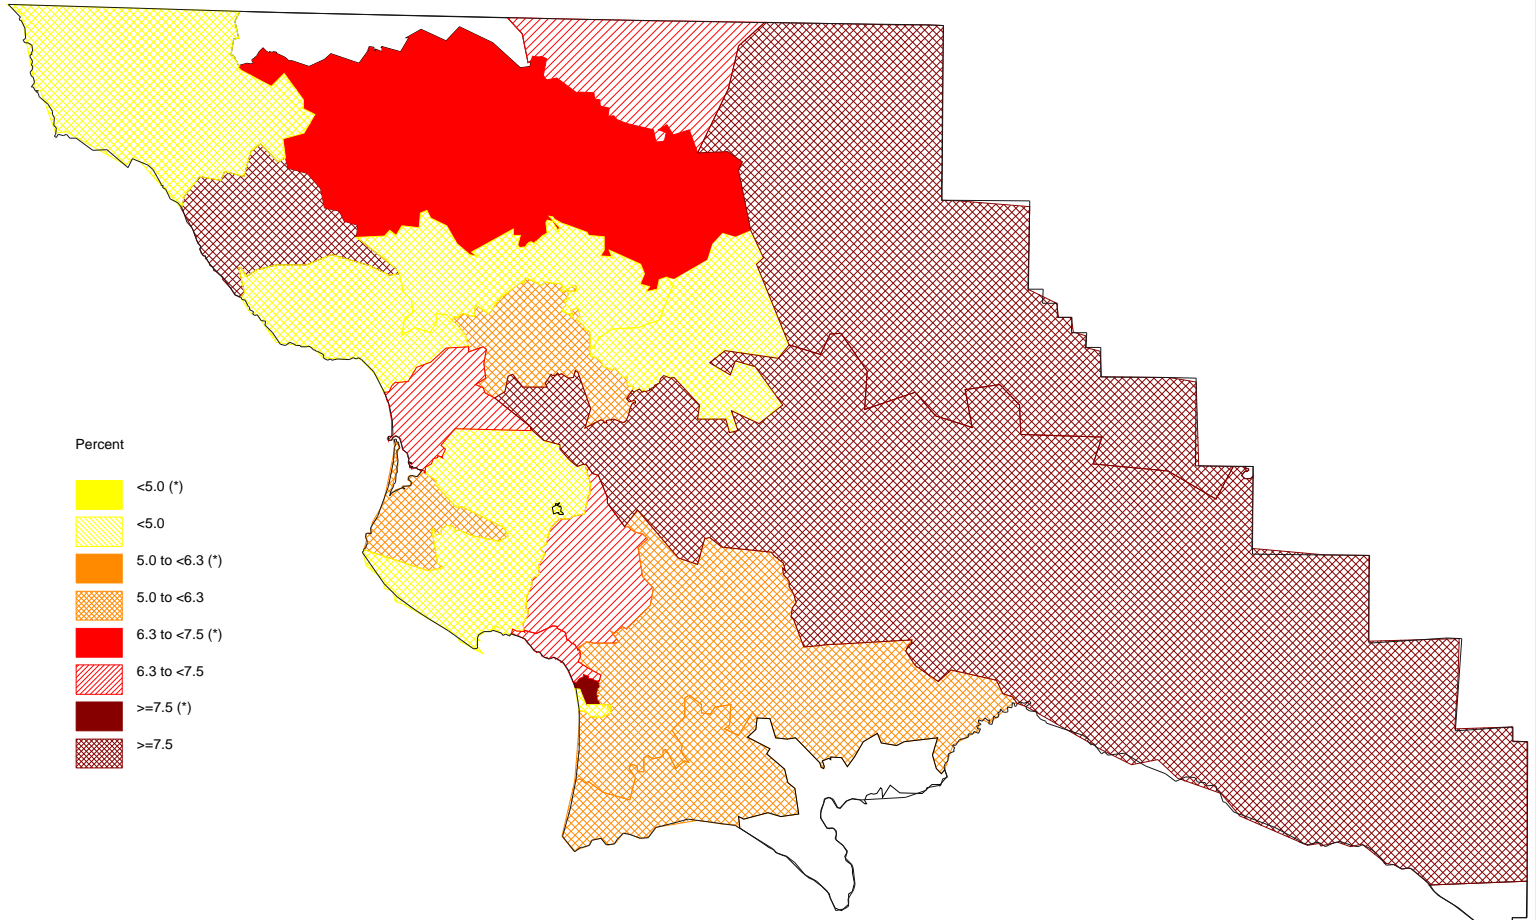 Percent
<5.0 (*)
<5.0
5.0 to <6.3 (*)
5.0 to <6.3
6.3 to <7.5 (*)
6.3 to <7.5
>=7.5 (*)
>=7.5